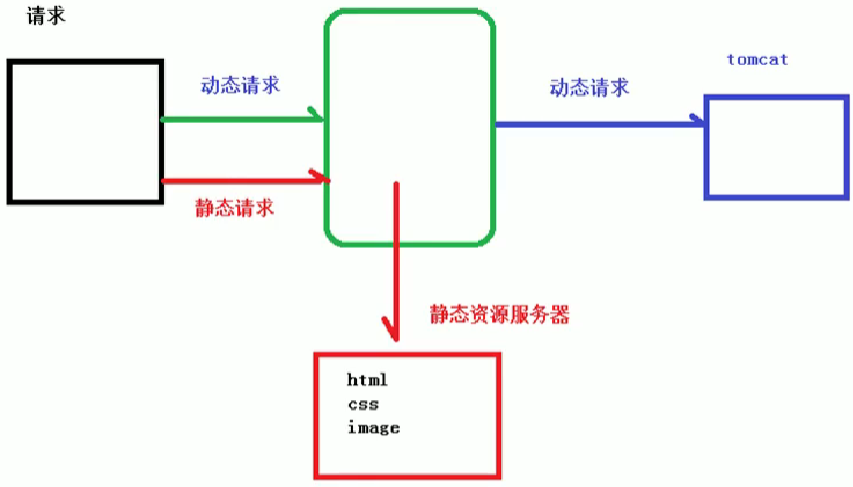 请求
tomcat
动态请求
动态请求
静态请求
静态资源服务器
html
css
image